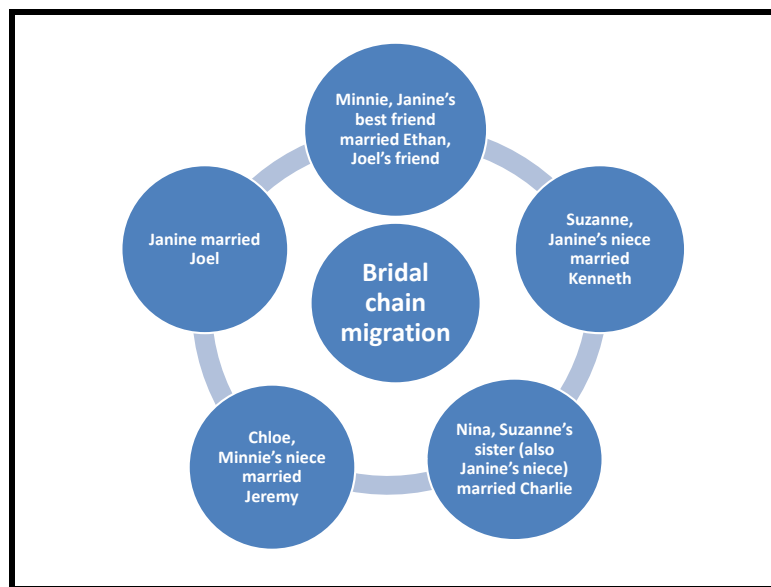 Minnie, Janine’s
best friend
married Ethan,
Joel’s friend
Suzanne,
Janine’s niece
married
Kenneth
Nina, Suzanne’s
sister (also
Janine’s niece)
married Charlie
Chloe,
Minnie’s niece
married
Jeremy
Janine married
Joel
Bridal
chain
migration